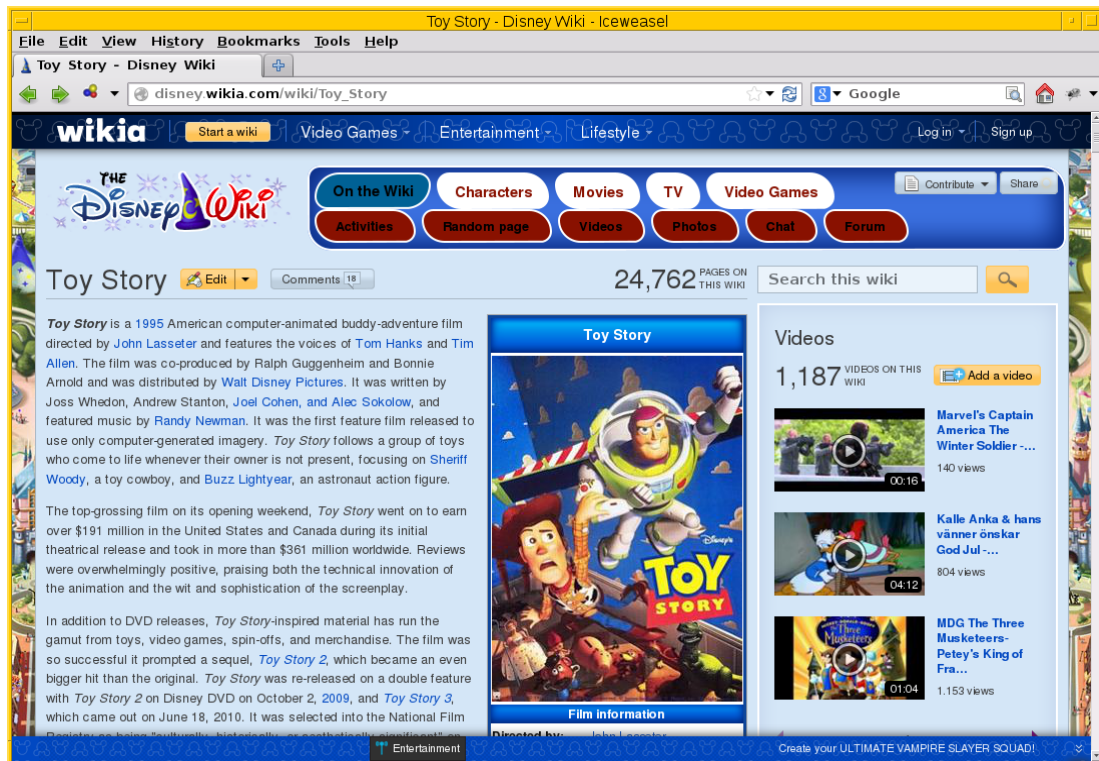 Toy Story - Disney Wiki - Iceweasel
File Edit View History Bookmarks Tools Help
Toy Story - Disney Wiki
disney.wikia.com/wiki/Toy_Story
Google
wikia
Start a wiki
Video Games
Entertainment
Lifestyle
Log in
Sign up
THE
DISNEY Wiki
On the Wiki
Characters
Movies
TV
Video Games
Activities
Random page
Videos
Photos
Chat
Forum
Contribute
Share
Toy Story
Edit
Comments 18
24,762 PAGES ON
THIS WIKI
Search this wiki
Toy Story is a 1995 American computer-animated buddy-adventure film
directed by John Lasseter and features the voices of Tom Hanks and Tim
Allen. The film was co-produced by Ralph Guggenheim and Bonnie
Arnold and was distributed by Walt Disney Pictures. It was written by
Joss Whedon, Andrew Stanton, Joel Cohen, and Alec Sokolow, and
featured music by Randy Newman. It was the first feature film released to
use only computer-generated imagery. Toy Story follows a group of toys
who come to life whenever their owner is not present, focusing on Sheriff
Woody, a toy cowboy, and Buzz Lightyear, an astronaut action figure.
The top-grossing film on its opening weekend, Toy Story went on to earn
over $191 million in the United States and Canada during its initial
theatrical release and took in more than $361 million worldwide. Reviews
were overwhelmingly positive, praising both the technical innovation of
the animation and the wit and sophistication of the screenplay.
In addition to DVD releases, Toy Story-inspired material has run the
gamut from toys, video games, spin-offs, and merchandise. The film was
so successful it prompted a sequel, Toy Story 2, which became an even
bigger hit than the original. Toy Story was re-released on a double feature
with Toy Story 2 on Disney DVD on October 2, 2009, and Toy Story 3,
which came out on June 18, 2010. It was selected into the National Film
Registry as being "culturally, historically, or aesthetically significant" on
Toy Story
Disney's
TOY
STORY
Film information
Directed by: John Lasseter
Videos
1,187 VIDEOS ON THIS
WIKI
Add a video
00:16
Marvel's Captain
America The
Winter Soldier -...
140 views
04:12
Kalle Anka & hans
vänner önskar
God Jul -...
804 views
The Three
Musketeers
01:04
MDG The Three
Musketeers-
Petey's King of
Fra...
1.153 views
Entertainment
Create your ULTIMATE VAMPIRE SLAYER SQUAD!